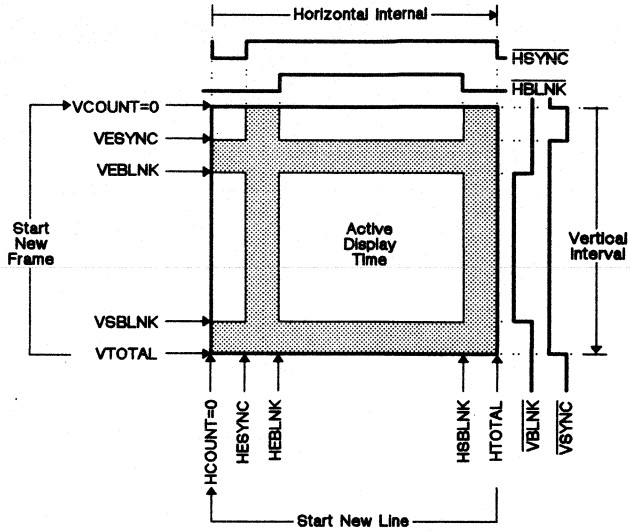 Horizontal Internal
HSYNC
HBLNK
VCOUNT=0
VESYNC
VEBLNK
Start
New
Frame
Active
Display
Time
Vertical
Interval
VSBLNK
VTOTAL
HCOUNT=0
HESYNC
HEBLNK
HSBLNK
HTOTAL
VBLNK
VSYNC
Start New Line